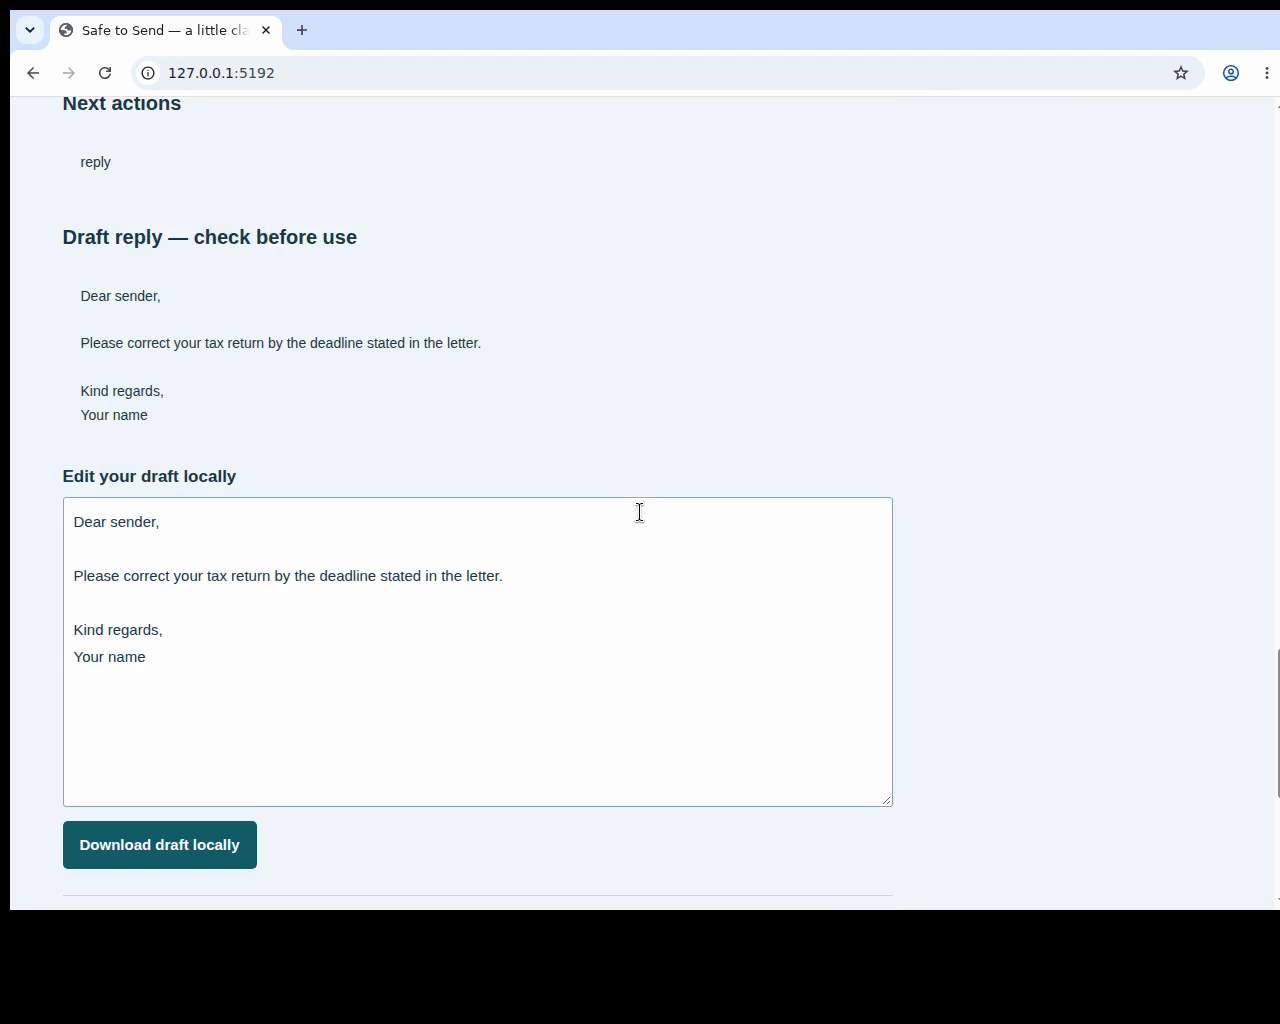 Safe to Send — a little cla
127.0.0.1:5192
Next actions
reply
Draft reply — check before use
Dear sender,
Please correct your tax return by the deadline stated in the letter.
Kind regards,
Your name
Edit your draft locally
Dear sender,
Please correct your tax return by the deadline stated in the letter.
Kind regards,
Your name
Download draft locally